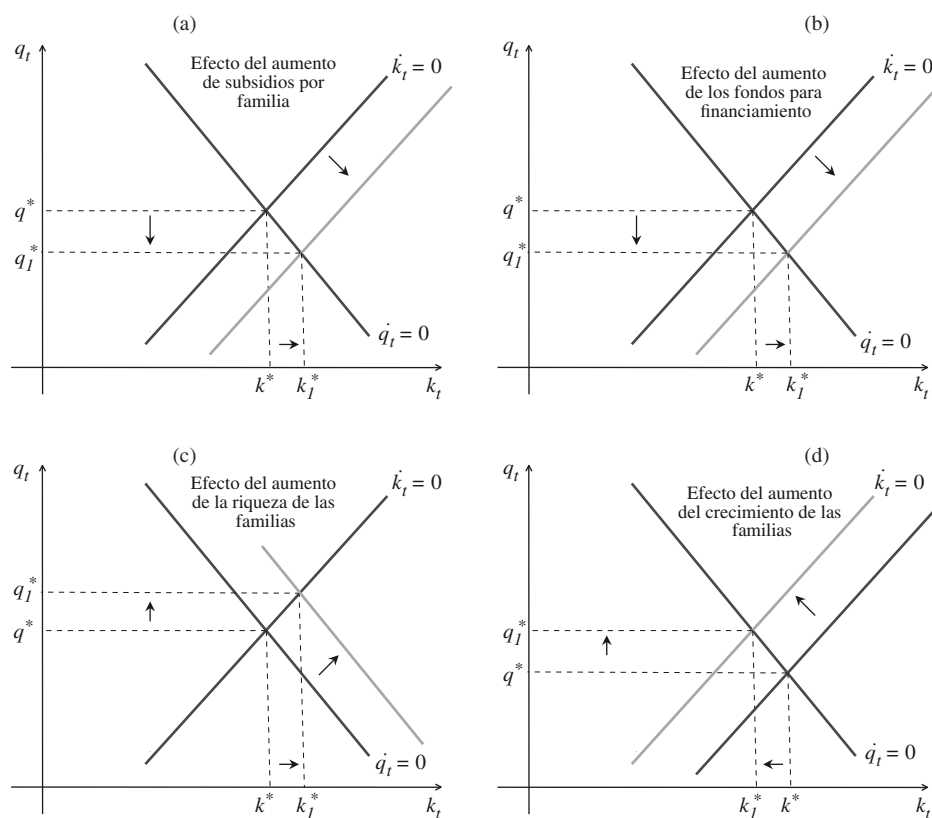 (a)
q_t
Efecto del aumento
de subsidios por
familia
k̇_t = 0
q*
q_1*
q̇_t = 0
k*
k_1*
k_t
(b)
q_t
Efecto del aumento
de los fondos para
financiamiento
k̇_t = 0
q*
q_1*
q̇_t = 0
k*
k_1*
k_t
(c)
q_t
Efecto del aumento
de la riqueza de las
familias
k̇_t = 0
q_1*
q*
q̇_t = 0
k*
k_1*
k_t
(d)
q_t
Efecto del aumento
del crecimiento de las
familias
k̇_t = 0
q_1*
q*
q̇_t = 0
k_1*
k*
k_t